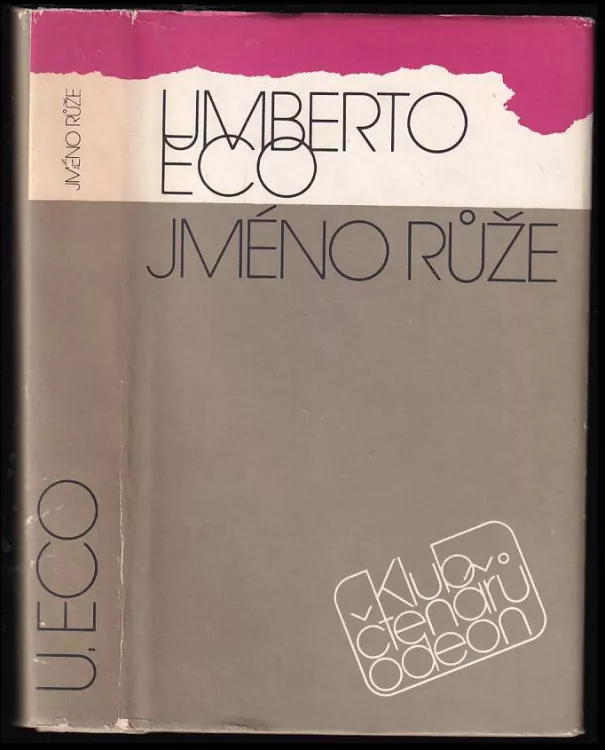 UMBERTO
ECO
JMÉNO RŮŽE
JMÉNO RŮŽE
U. ECO
Klub
čtenářů
odeon